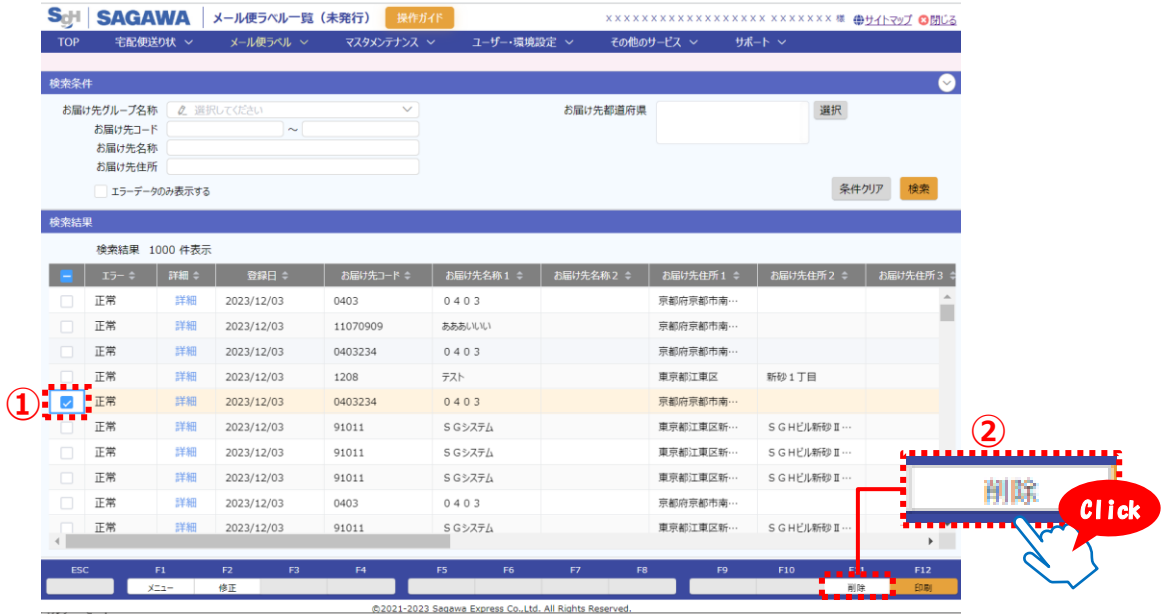 SGH SAGAWA メール便ラベル一覧（未発行） 操作ガイド XXXXXXXXXXXXXXXXXX XXXXXXX 様 サイトマップ 閉じる
TOP 宅配便送り状 メール便ラベル マスタメンテナンス ユーザー・環境設定 その他のサービス サポート
検索条件
お届け先グループ名称 選択してください お届け先都道府県 選択
お届け先コード ～
お届け先名称
お届け先住所
エラーデータのみ表示する 条件クリア 検索
検索結果
検索結果 1000 件表示
エラー 詳細 登録日 お届け先コード お届け先名称１ お届け先名称２ お届け先住所１ お届け先住所２ お届け先住所３
正常 詳細 2023/12/03 0403 ０４０３ 京都府京都市南…
正常 詳細 2023/12/03 11070909 あああいいい 京都府京都市南…
正常 詳細 2023/12/03 0403234 ０４０３ 京都府京都市南…
正常 詳細 2023/12/03 1208 テスト 東京都江東区 新砂１丁目
① 正常 詳細 2023/12/03 0403234 ０４０３ 京都府京都市南…
正常 詳細 2023/12/03 91011 ＳＧシステム 東京都江東区新… ＳＧＨビル新砂Ⅱ…
正常 詳細 2023/12/03 91011 ＳＧシステム 東京都江東区新… ＳＧＨビル新砂Ⅱ…
正常 詳細 2023/12/03 91011 ＳＧシステム 東京都江東区新… ＳＧＨビル新砂Ⅱ…
正常 詳細 2023/12/03 0403 ０４０３ 京都府京都市南…
正常 詳細 2023/12/03 91011 ＳＧシステム 東京都江東区新… ＳＧＨビル新砂Ⅱ…
②
削除
Click
ESC F1 F2 F3 F4 F5 F6 F7 F8 F9 F10 F12
メニュー 修正 削除 印刷
©2021-2023 Sagawa Express Co.,Ltd. All Rights Reserved.